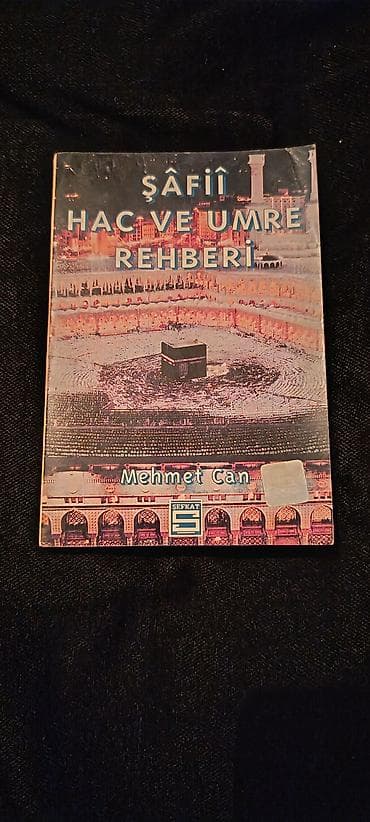 ŞÂFİÎ
HAC VE UMRE
REHBERİ
Mehmet Can
ŞEFKAT